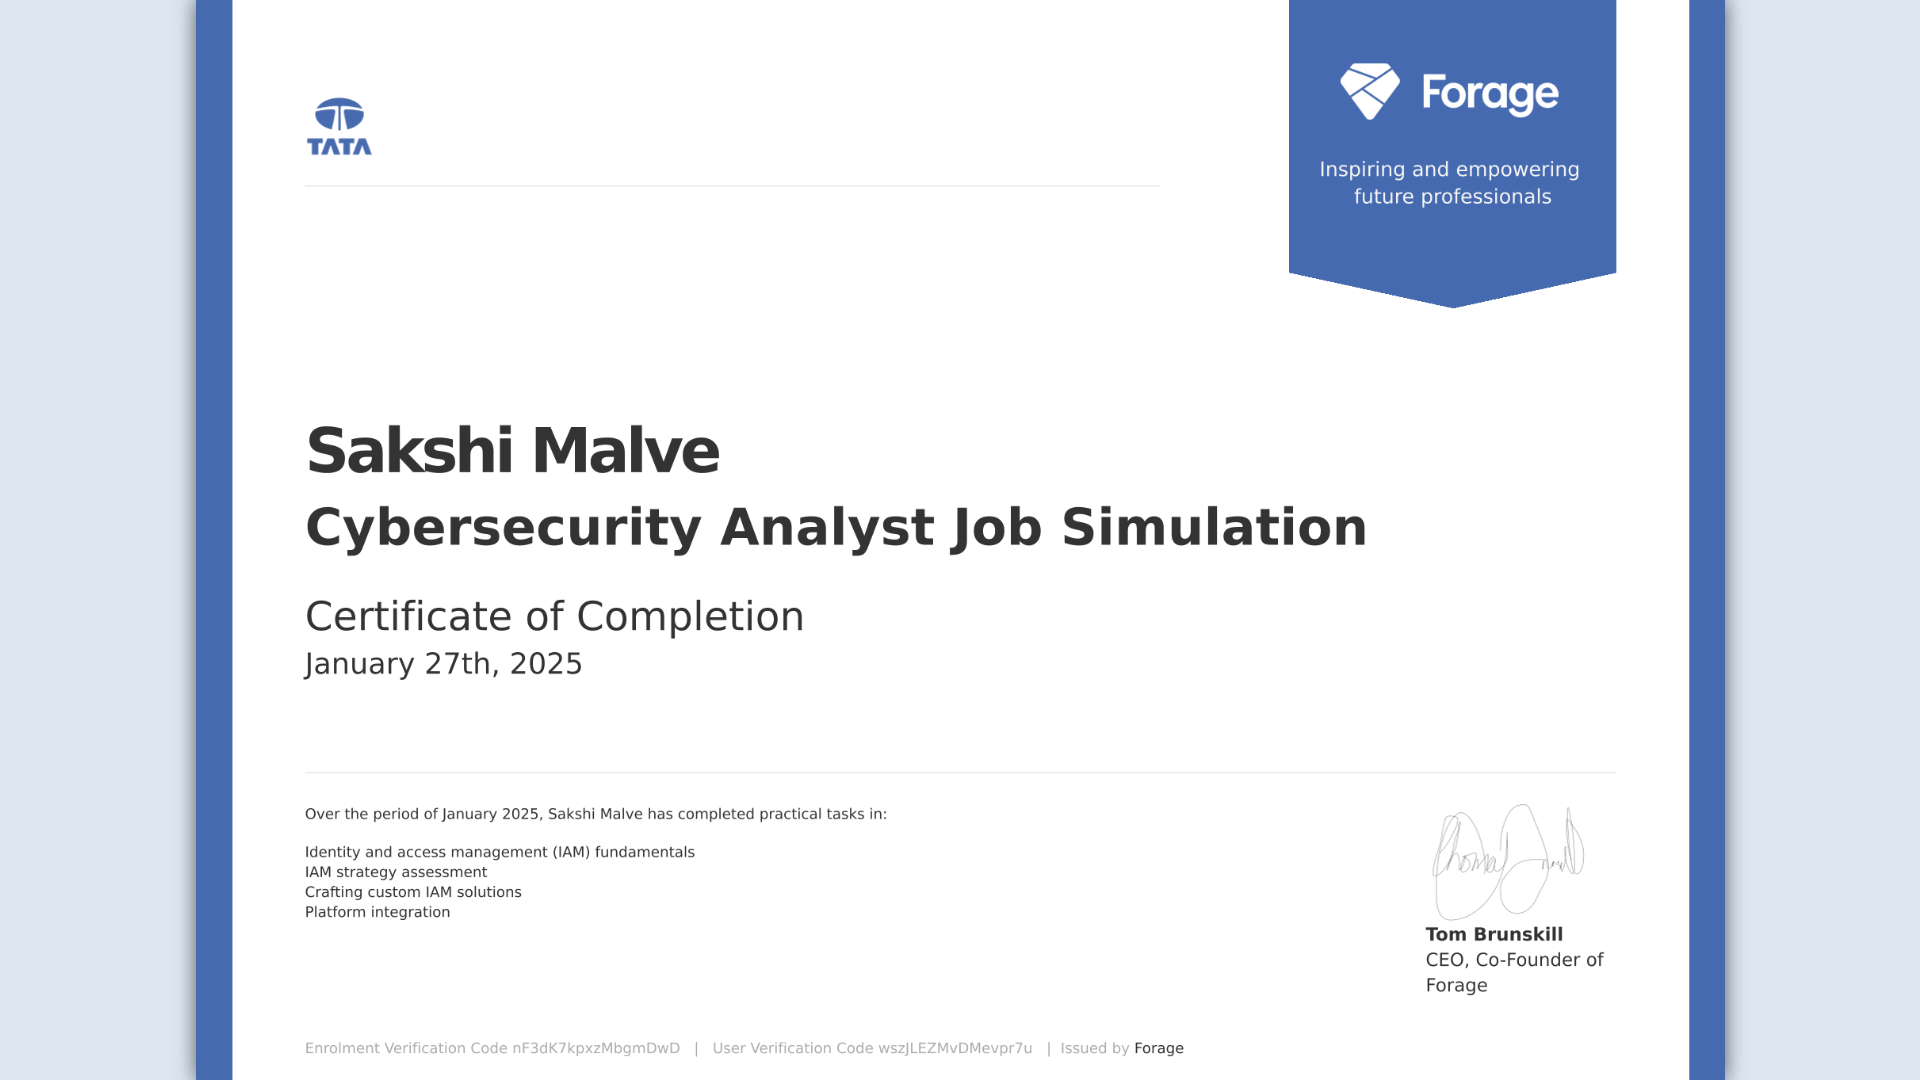 TATA
Forage
Inspiring and empowering
future professionals
Sakshi Malve
Cybersecurity Analyst Job Simulation
Certificate of Completion
January 27th, 2025
Over the period of January 2025, Sakshi Malve has completed practical tasks in:
Identity and access management (IAM) fundamentals
IAM strategy assessment
Crafting custom IAM solutions
Platform integration
Tom Brunskill
CEO, Co-Founder of
Forage
Enrolment Verification Code nF3dK7kpxzMbgmDwD | User Verification Code wszJLEZMvDMevpr7u | Issued by Forage